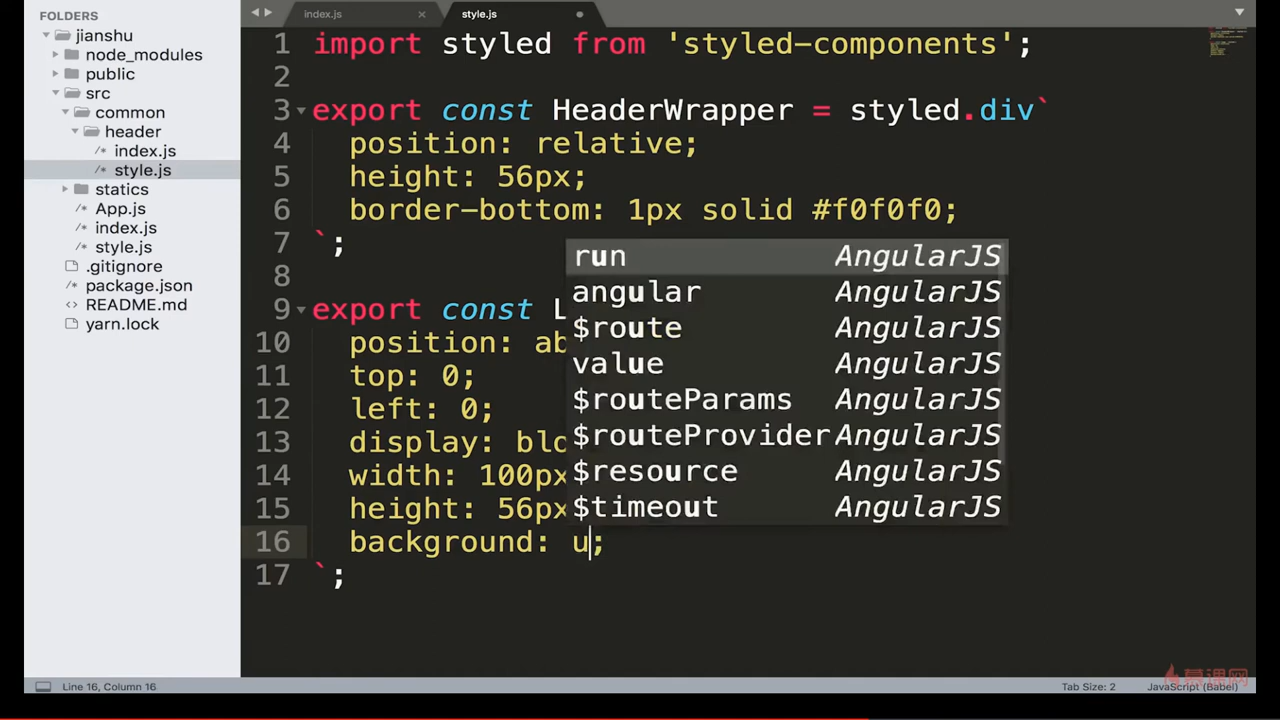 FOLDERS
jianshu
node_modules
public
src
common
header
index.js
style.js
statics
App.js
index.js
style.js
.gitignore
package.json
README.md
yarn.lock
index.js
style.js
1 import styled from 'styled-components';
2
3 export const HeaderWrapper = styled.div`
4 position: relative;
5 height: 56px;
6 border-bottom: 1px solid #f0f0f0;
7 `;
8
9 export const L
10 position: ab
11 top: 0;
12 left: 0;
13 display: blo
14 width: 100px
15 height: 56px
16 background: u;
17 `;
run AngularJS
angular AngularJS
$route AngularJS
value AngularJS
$routeParams AngularJS
$routeProvider AngularJS
$resource AngularJS
$timeout AngularJS
慕课网
Line 16, Column 16
Tab Size: 2
JavaScript (Babel)